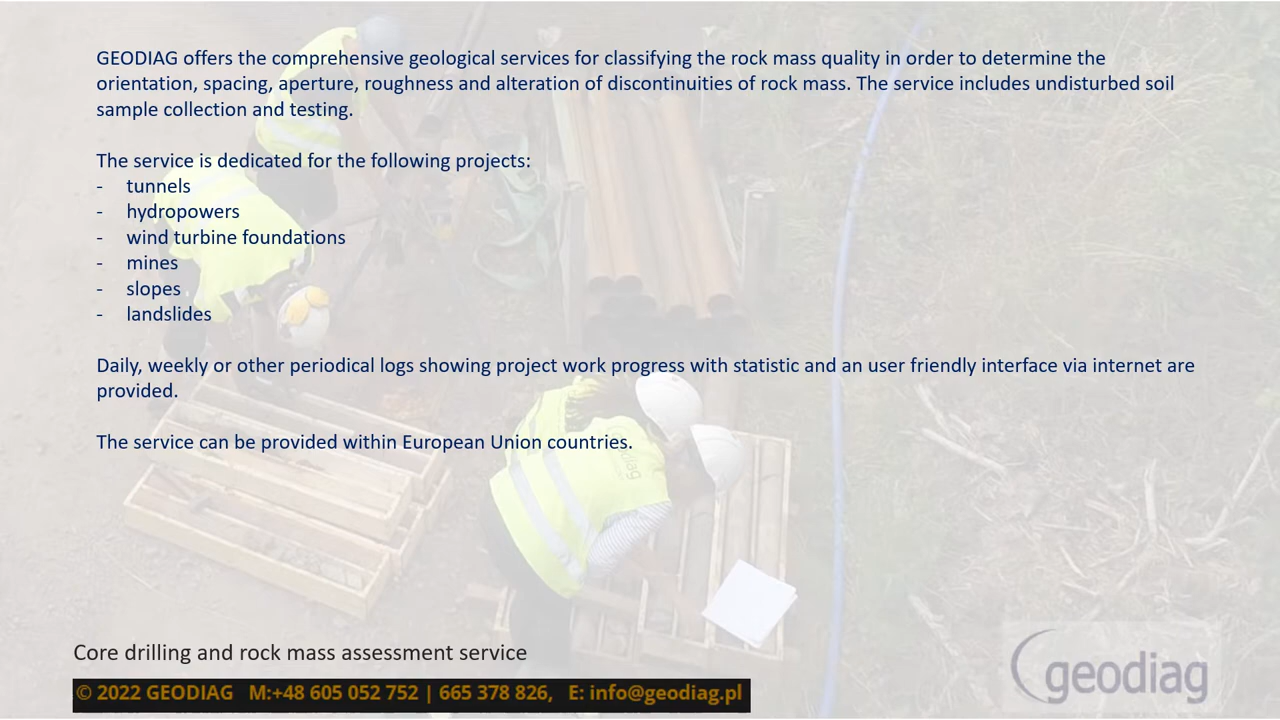 GEODIAG offers the comprehensive geological services for classifying the rock mass quality in order to determine the
orientation, spacing, aperture, roughness and alteration of discontinuities of rock mass. The service includes undisturbed soil
sample collection and testing.
The service is dedicated for the following projects:
- tunnels
- hydropowers
- wind turbine foundations
- mines
- slopes
- landslides
Daily, weekly or other periodical logs showing project work progress with statistic and an user friendly interface via internet are
provided.
The service can be provided within European Union countries.
geodiag
Core drilling and rock mass assessment service
© 2022 GEODIAG M:+48 605 052 752 | 665 378 826, E: info@geodiag.pl
geodiag